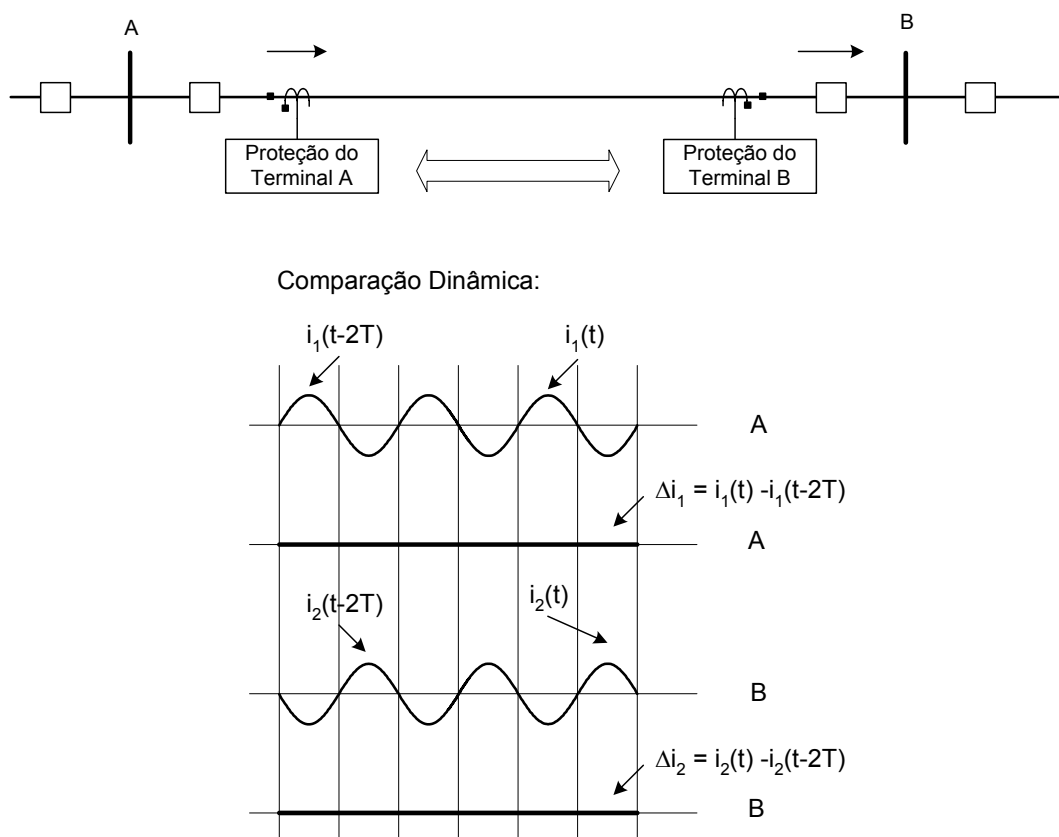 A
B
Proteção do
Terminal A
Proteção do
Terminal B
Comparação Dinâmica:
i₁(t-2T)
i₁(t)
A
Δi₁ = i₁(t) -i₁(t-2T)
A
i₂(t-2T)
i₂(t)
B
Δi₂ = i₂(t) -i₂(t-2T)
B